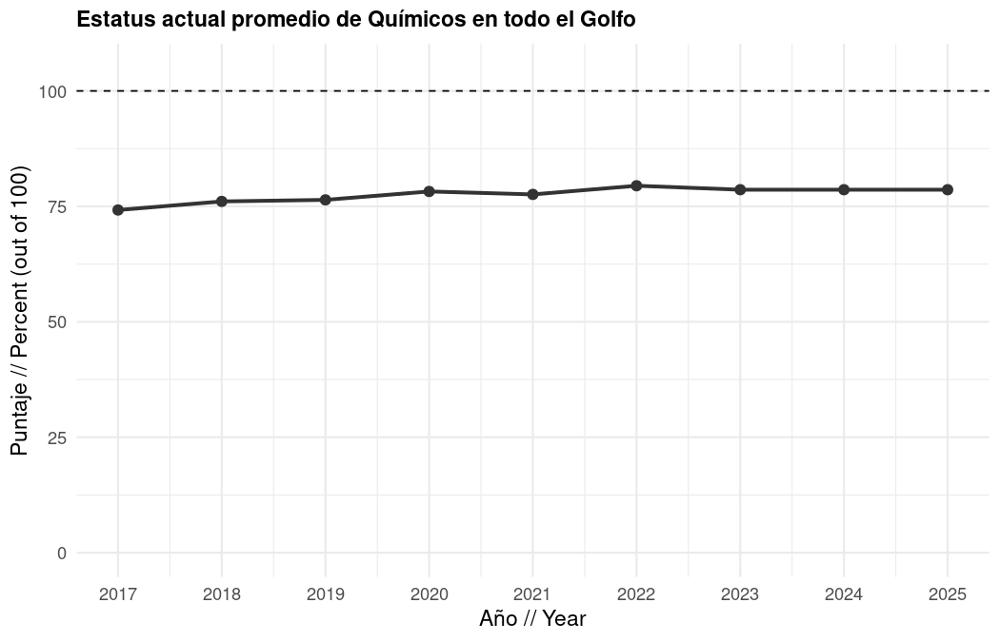 Estatus actual promedio de Químicos en todo el Golfo
Puntaje // Percent (out of 100)
100
75
50
25
0
2017 2018 2019 2020 2021 2022 2023 2024 2025
Año // Year